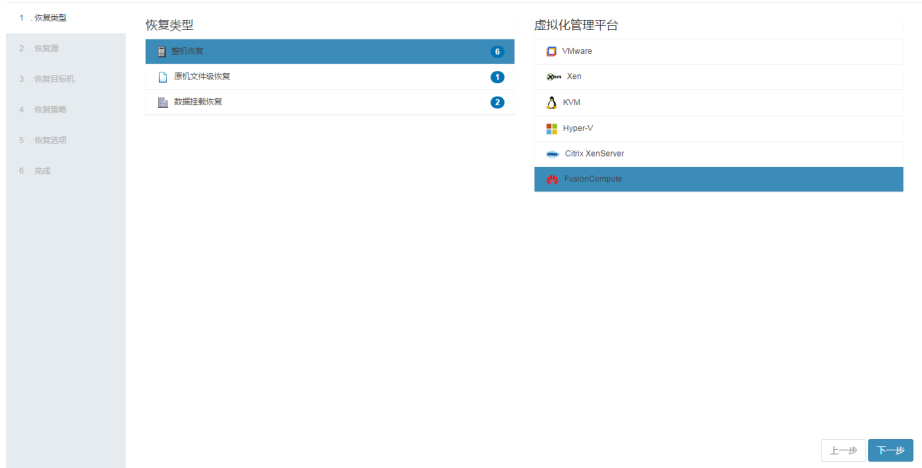 1 . 恢复类型
2 . 恢复源
3 . 恢复目标机
4 . 恢复策略
5 . 恢复选项
6 . 完成
恢复类型
整机恢复 6
原机文件级恢复 1
数据挂载恢复 2
虚拟化管理平台
VMware
Xen Xen
KVM
Hyper-V
Citrix XenServer
FusionCompute
上一步 下一步